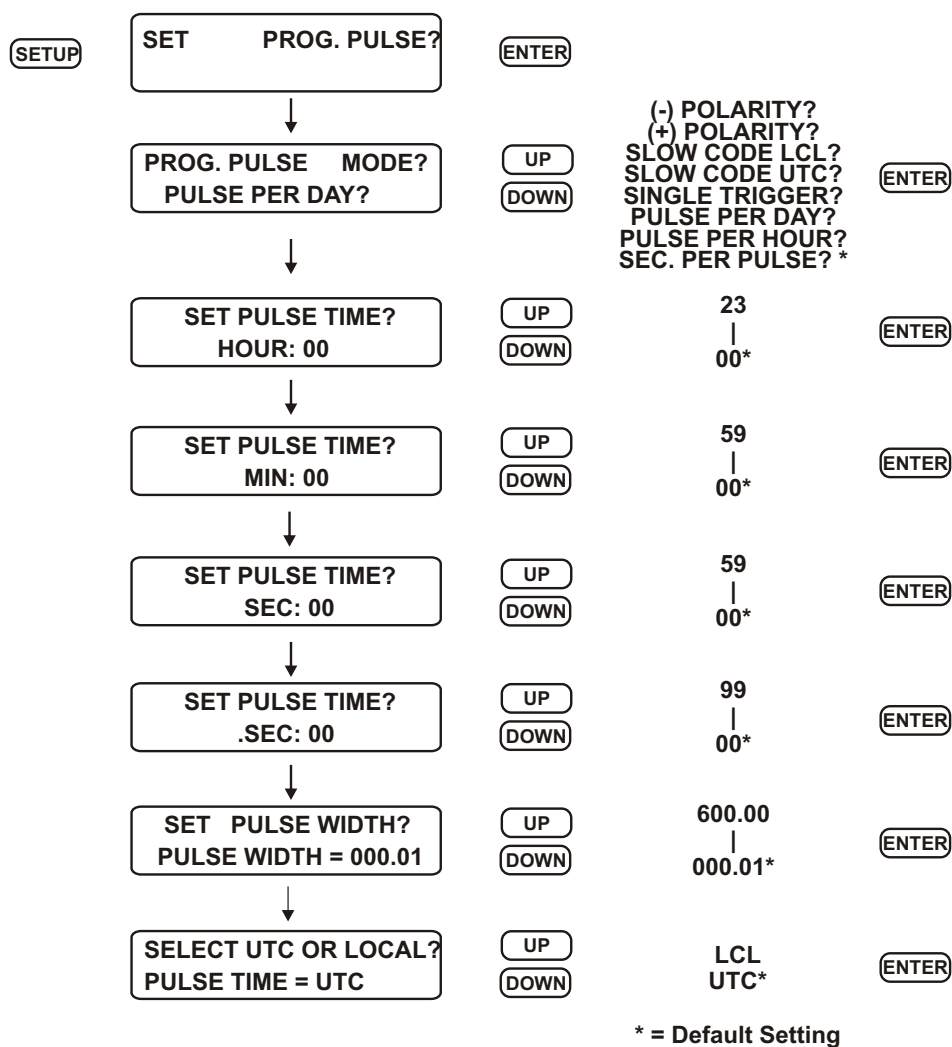 SETUP
SET PROG. PULSE?
ENTER
PROG. PULSE MODE?
PULSE PER DAY?
UP
DOWN
(-) POLARITY?
(+) POLARITY?
SLOW CODE LCL?
SLOW CODE UTC?
SINGLE TRIGGER?
PULSE PER DAY?
PULSE PER HOUR?
SEC. PER PULSE? *
ENTER
SET PULSE TIME?
HOUR: 00
UP
DOWN
23
|
00*
ENTER
SET PULSE TIME?
MIN: 00
UP
DOWN
59
|
00*
ENTER
SET PULSE TIME?
SEC: 00
UP
DOWN
59
|
00*
ENTER
SET PULSE TIME?
.SEC: 00
UP
DOWN
99
|
00*
ENTER
SET PULSE WIDTH?
PULSE WIDTH = 000.01
UP
DOWN
600.00
|
000.01*
ENTER
SELECT UTC OR LOCAL?
PULSE TIME = UTC
UP
DOWN
LCL
UTC*
ENTER
* = Default Setting